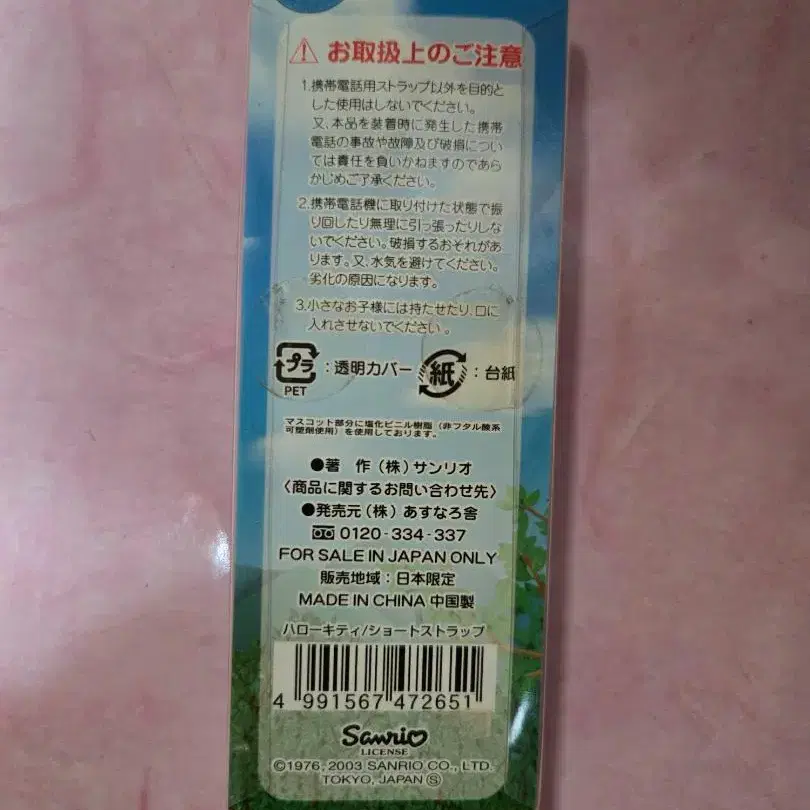 ⚠ お取扱上のご注意
1.携帯電話用ストラップ以外を目的と
した使用はしないでください。
又、本品を装着時に発生した携帯
電話の事故や故障及び破損につい
ては責任を負いかねますのであら
かじめご了承ください。
2.携帯電話機に取り付けた状態で振
り回したり無理に引っ張ったりしな
いでください。破損するおそれがあ
ります。又、水気を避けてください。
劣化の原因になります。
3.小さなお子様には持たせたり、口に
入れさせないでください。
プラ
PET
:透明カバー
紙
:台紙
マスコット部分に塩化ビニル樹脂(非フタル酸系
可塑剤使用)を使用しております。
●著 作(株)サンリオ
〈商品に関するお問い合わせ先〉
●発売元(株)あすなろ舎
0120-334-337
FOR SALE IN JAPAN ONLY
販売地域:日本限定
MADE IN CHINA 中国製
ハローキティ/ショートストラップ
4 991567 472651
Sanrio
LICENSE
©1976, 2003 SANRIO CO., LTD.
TOKYO, JAPAN Ⓢ